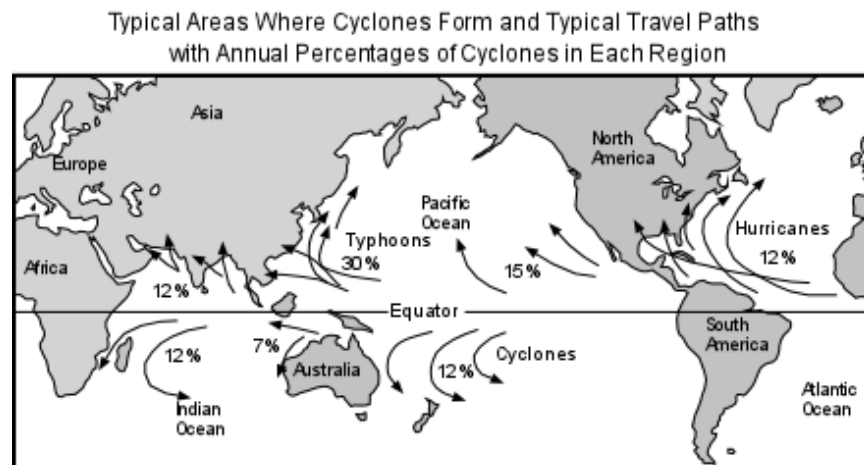 Typical Areas Where Cyclones Form and Typical Travel Paths
with Annual Percentages of Cyclones in Each Region
Asia
North
America
Europe
Pacific
Ocean
Typhoons
30%
Hurricanes
12%
Africa
12%
15%
Equator
South
America
12%
7%
Australia
12%
Cyclones
Indian
Ocean
Atlantic
Ocean